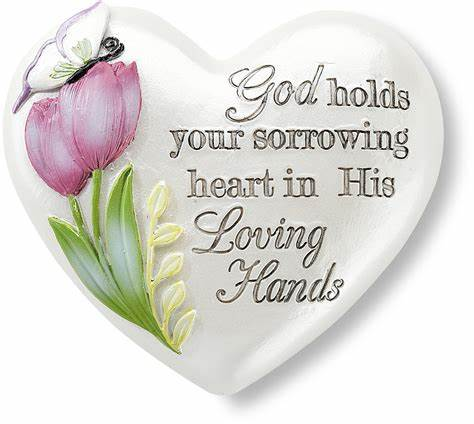 God holds
your sorrowing
heart in His
Loving
Hands